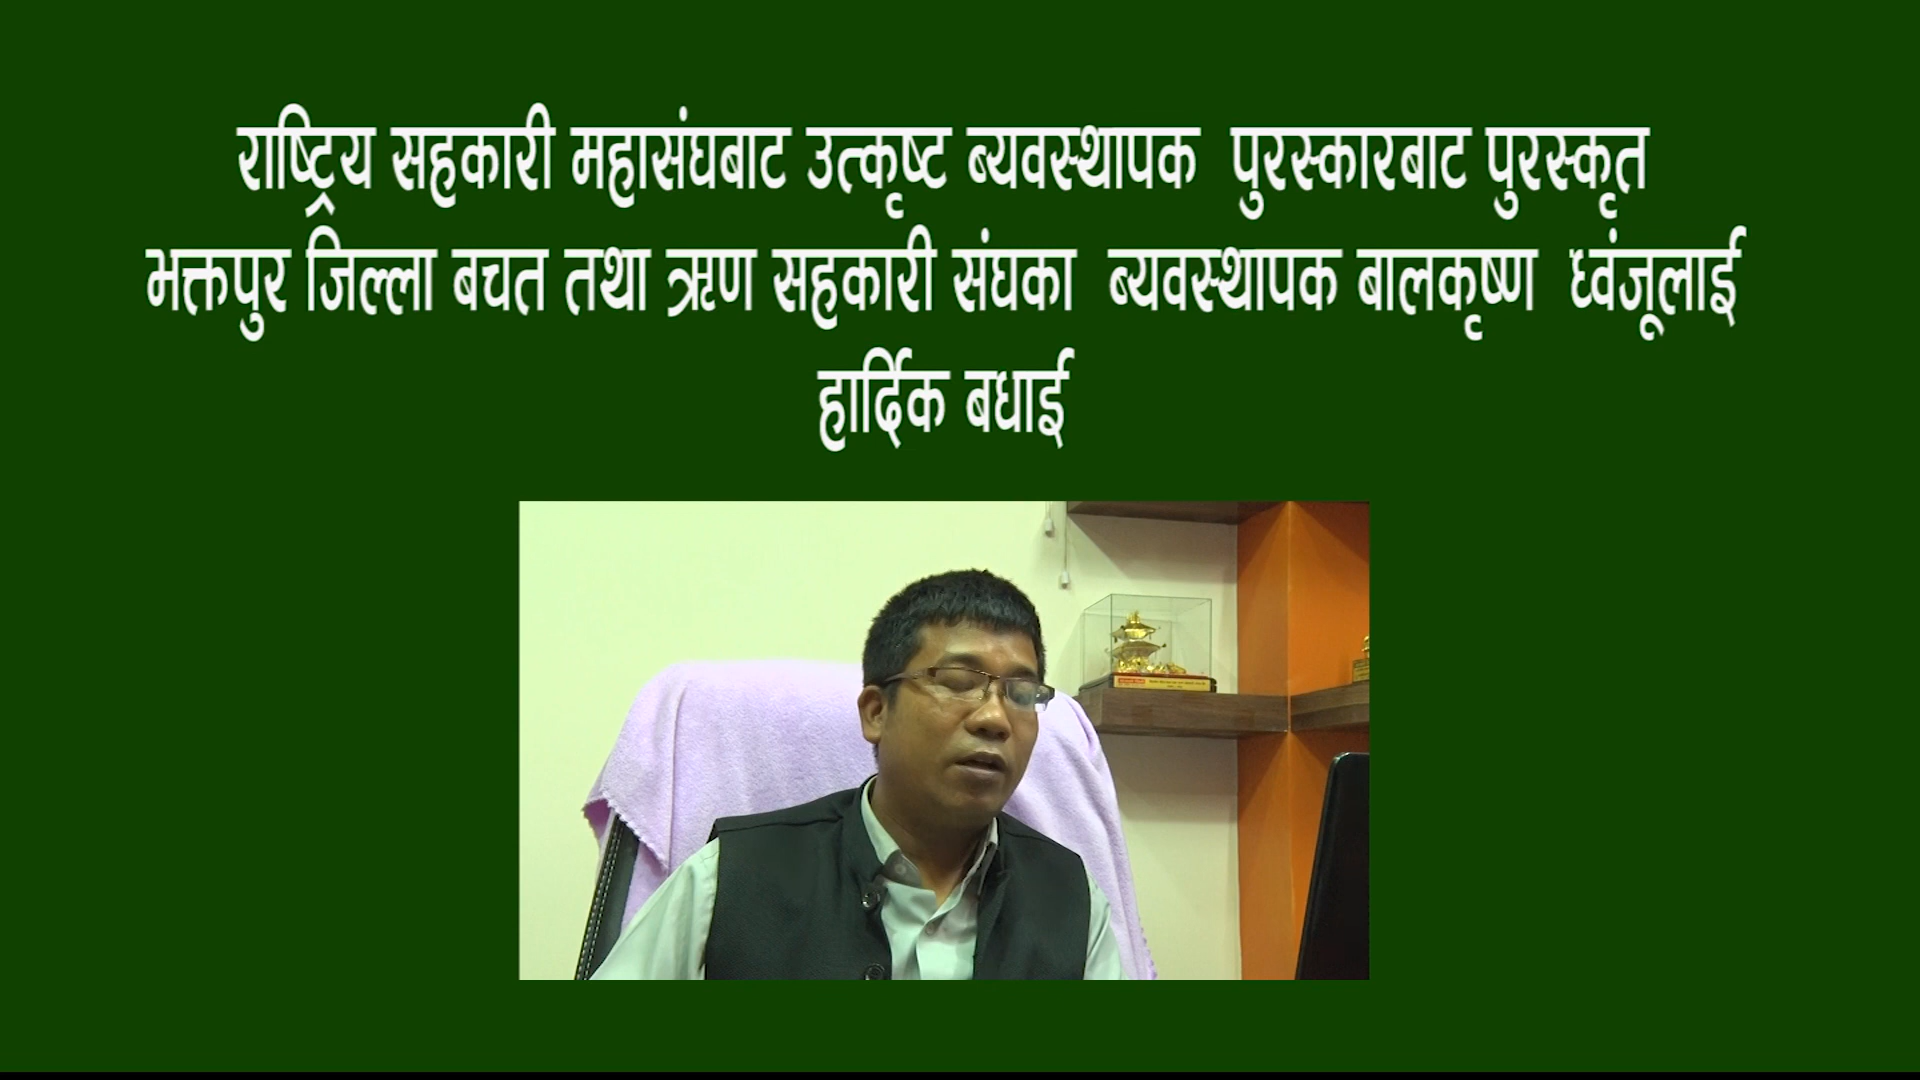 राष्ट्रिय सहकारी महासंघबाट उत्कृष्ट ब्यवस्थापक पुरस्कारबाट पुरस्कृत
भक्तपुर जिल्ला बचत तथा ऋण सहकारी संघका ब्यवस्थापक बालकृष्ण ध्वंजूलाई
हार्दिक बधाई